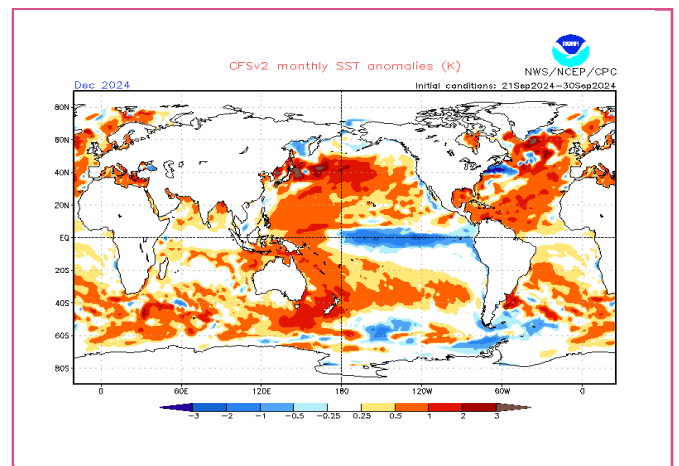 NOAA
CFSv2 monthly SST anomalies (K)
NWS/NCEP/CPC
Dec 2024
Initial conditions: 21Sep2024–30Sep2024
80N
60N
40N
20N
EQ
20S
40S
60S
80S
0 60E 120E 180 120W 60W 0
-3 -2 -1 -0.5 -0.25 0.25 0.5 1 2 3